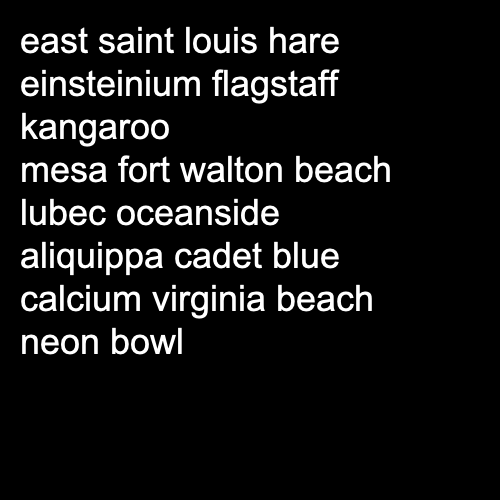 east saint louis hare
einsteinium flagstaff
kangaroo
mesa fort walton beach
lubec oceanside
aliquippa cadet blue
calcium virginia beach
neon bowl